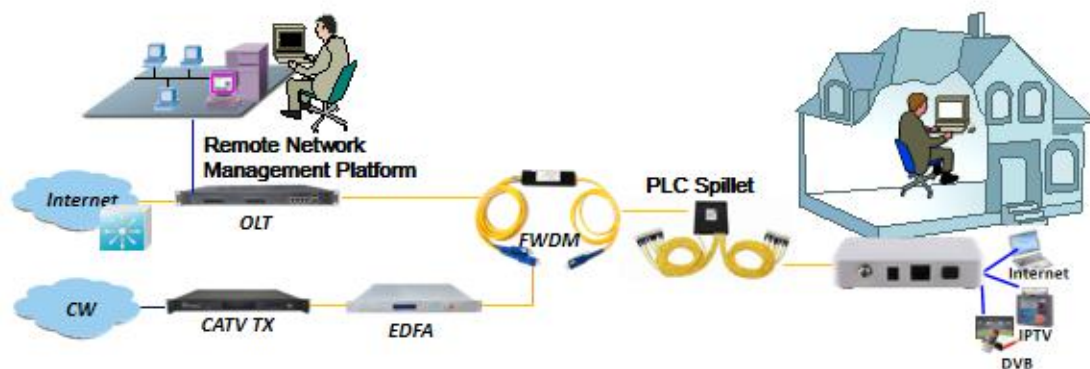 Remote Network
Management Platform
Internet
OLT
FWDM
PLC Spillet
CW
CATV TX
EDFA
Internet
IPTV
DVB